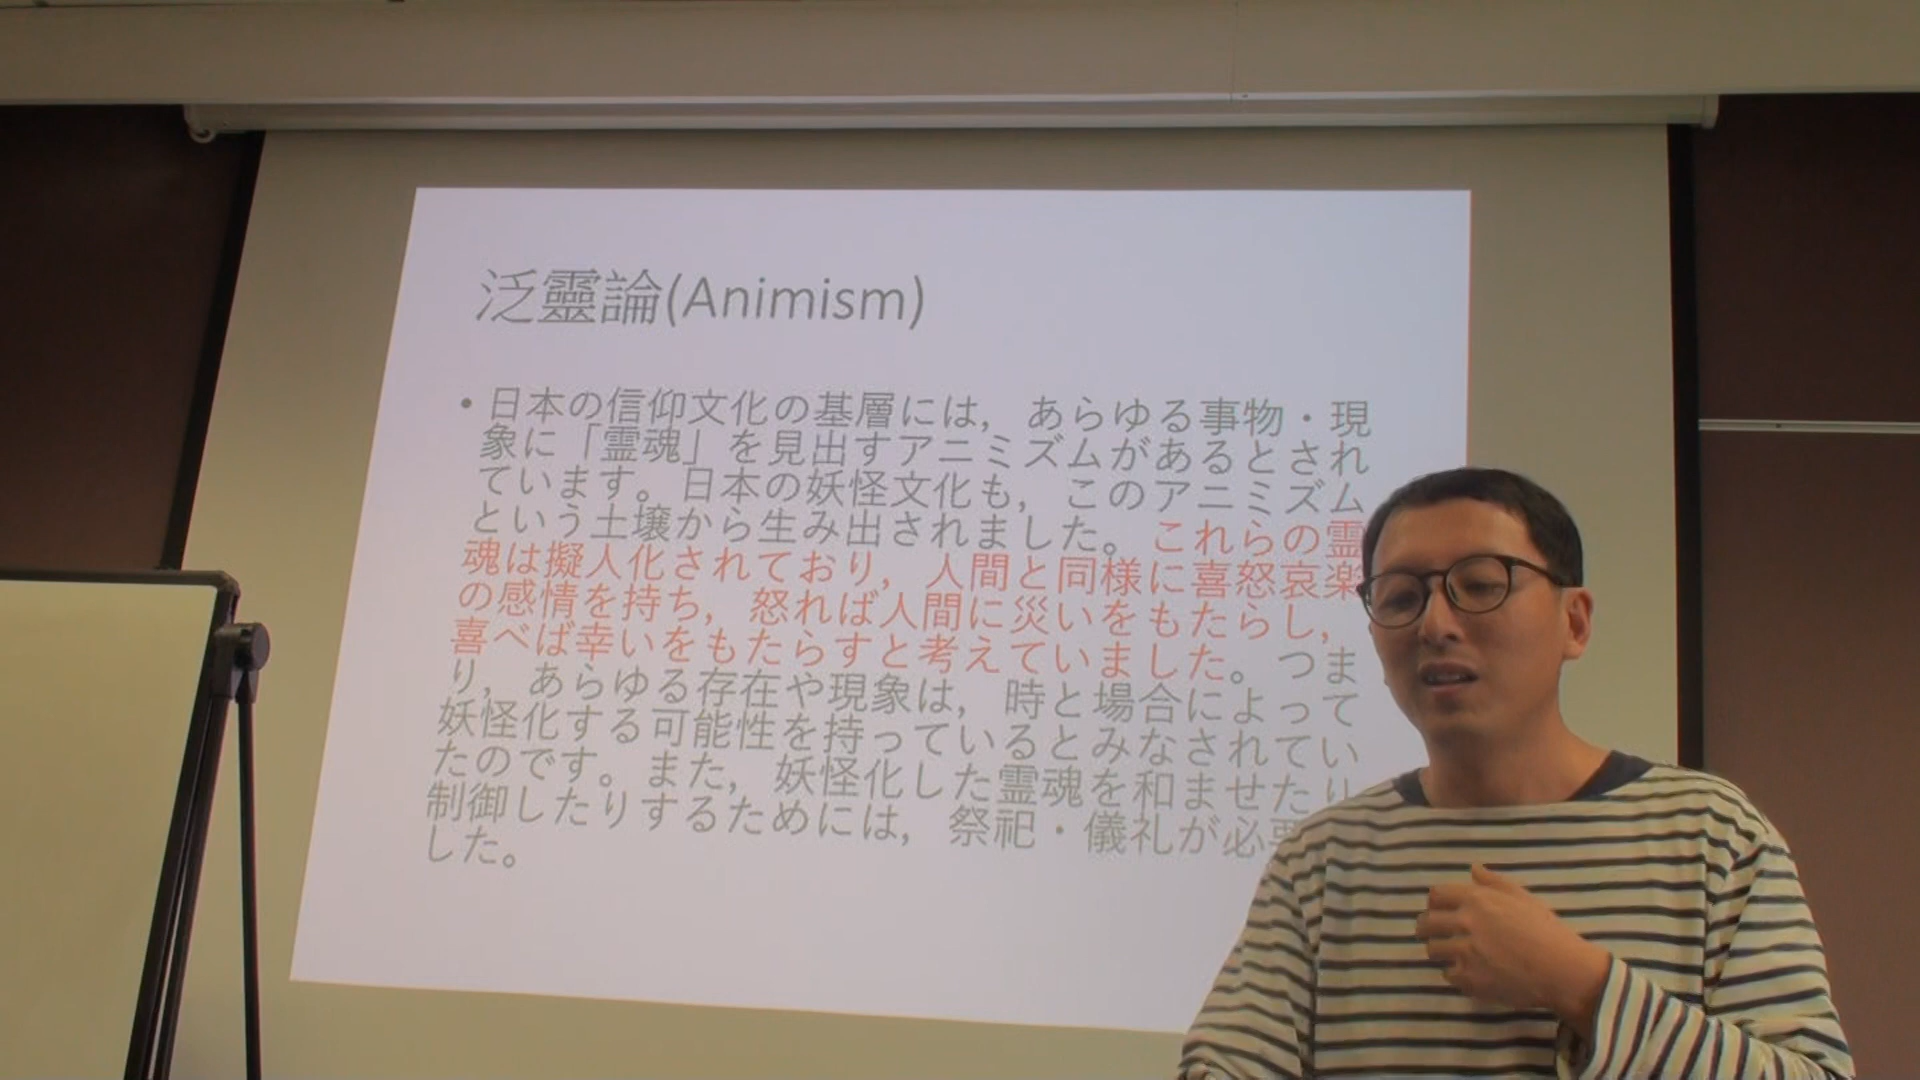 泛靈論(Animism)
• 日本の信仰文化の基層には，あらゆる事物・現
象に「霊魂」を見出すアニミズムがあるとされ
ています。日本の妖怪文化も，このアニミズム
という土壌から生み出されました。これらの霊
魂は擬人化されており，人間と同様に喜怒哀楽
の感情を持ち，怒れば人間に災いをもたらし，
喜べば幸いをもたらすと考えていました。つま
り，あらゆる存在や現象は，時と場合によって
妖怪化する可能性を持っているとみなされてい
たのです。また，妖怪化した霊魂を和ませたり
制御したりするためには，祭祀・儀礼が必要
した。